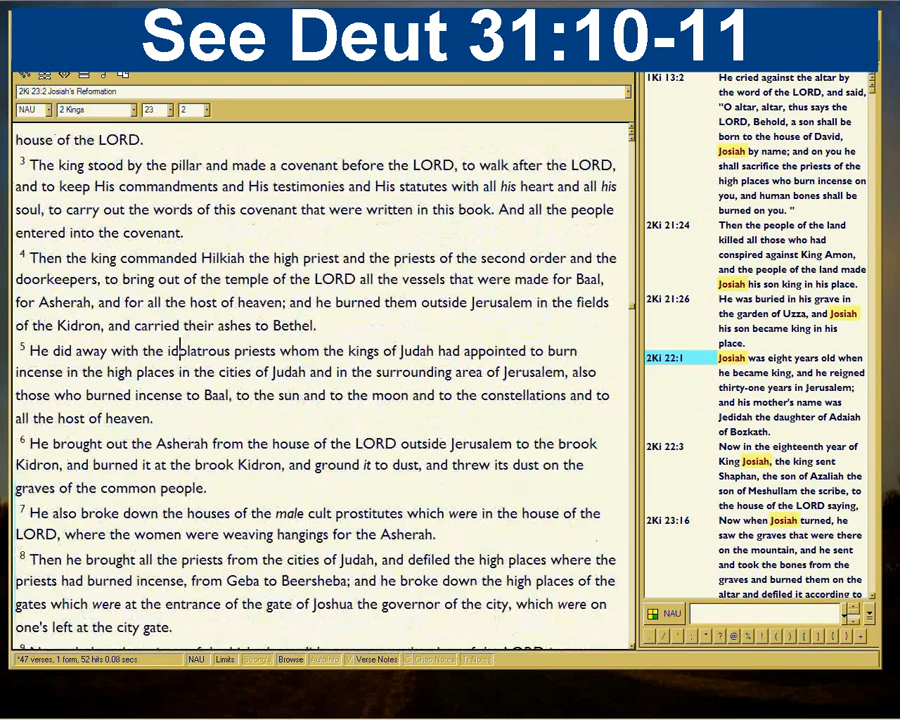 See Deut 31:10-11
2Ki 23:2 Josiah's Reformation
NAU 2 Kings 23 2
house of the LORD.
3 The king stood by the pillar and made a covenant before the LORD, to walk after the LORD,
and to keep His commandments and His testimonies and His statutes with all his heart and all his
soul, to carry out the words of this covenant that were written in this book. And all the people
entered into the covenant.
4 Then the king commanded Hilkiah the high priest and the priests of the second order and the
doorkeepers, to bring out of the temple of the LORD all the vessels that were made for Baal,
for Asherah, and for all the host of heaven; and he burned them outside Jerusalem in the fields
of the Kidron, and carried their ashes to Bethel.
5 He did away with the idolatrous priests whom the kings of Judah had appointed to burn
incense in the high places in the cities of Judah and in the surrounding area of Jerusalem, also
those who burned incense to Baal, to the sun and to the moon and to the constellations and to
all the host of heaven.
6 He brought out the Asherah from the house of the LORD outside Jerusalem to the brook
Kidron, and burned it at the brook Kidron, and ground it to dust, and threw its dust on the
graves of the common people.
7 He also broke down the houses of the male cult prostitutes which were in the house of the
LORD, where the women were weaving hangings for the Asherah.
8 Then he brought all the priests from the cities of Judah, and defiled the high places where the
priests had burned incense, from Geba to Beersheba; and he broke down the high places of the
gates which were at the entrance of the gate of Joshua the governor of the city, which were on
one's left at the city gate.
1Ki 13:2 He cried against the altar by
the word of the LORD, and said,
"O altar, altar, thus says the
LORD, Behold, a son shall be
born to the house of David,
Josiah by name; and on you he
shall sacrifice the priests of the
high places who burn incense on
you, and human bones shall be
burned on you. "
2Ki 21:24 Then the people of the land
killed all those who had
conspired against King Amon,
and the people of the land made
Josiah his son king in his place.
2Ki 21:26 He was buried in his grave in
the garden of Uzza, and Josiah
his son became king in his
place.
2Ki 22:1 Josiah was eight years old when
he became king, and he reigned
thirty-one years in Jerusalem;
and his mother's name was
Jedidah the daughter of Adaiah
of Bozkath.
2Ki 22:3 Now in the eighteenth year of
King Josiah, the king sent
Shaphan, the son of Azaliah the
son of Meshullam the scribe, to
the house of the LORD saying,
2Ki 23:16 Now when Josiah turned, he
saw the graves that were there
on the mountain, and he sent
and took the bones from the
graves and burned them on the
altar and defiled it according to
NAU
. / ' ; * ? @ % ! ( ) [ ] { } +
*47 verses, 1 form, 52 hits 0.08 secs NAU Limits Strong's Browse AutoInfo Verse Notes Chap Notes